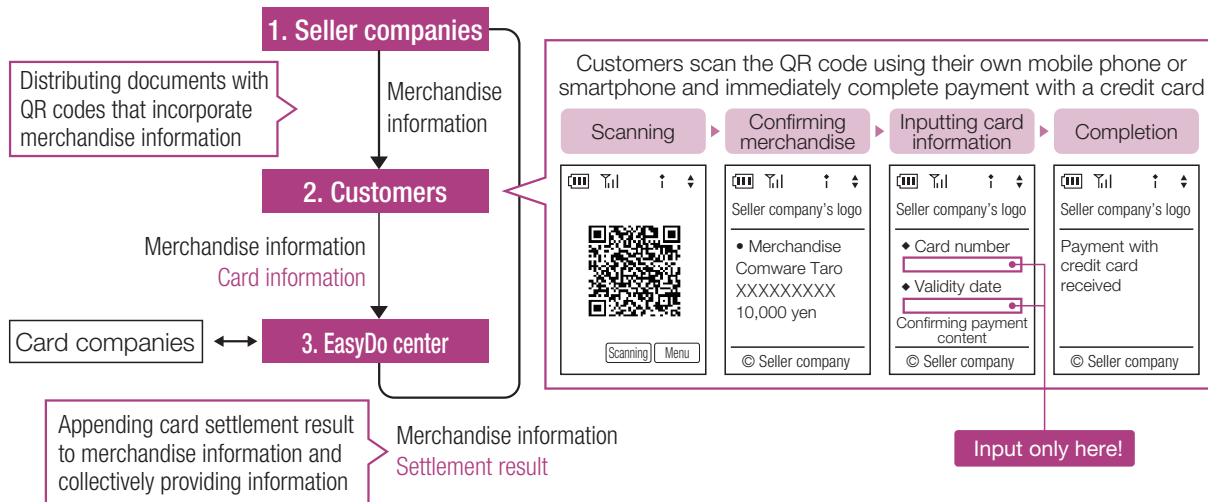 1. Seller companies
Distributing documents with
QR codes that incorporate
merchandise information
Merchandise
information
2. Customers
Merchandise information
Card information
Card companies
3. EasyDo center
Appending card settlement result
to merchandise information and
collectively providing information
Merchandise information
Settlement result
Customers scan the QR code using their own mobile phone or
smartphone and immediately complete payment with a credit card
Scanning
Confirming
merchandise
Inputting card
information
Completion
Scanning
Menu
Seller company's logo
• Merchandise
Comware Taro
XXXXXXXXX
10,000 yen
© Seller company
Seller company's logo
◆ Card number
◆ Validity date
Confirming payment
content
© Seller company
Seller company's logo
Payment with
credit card
received
© Seller company
Input only here!